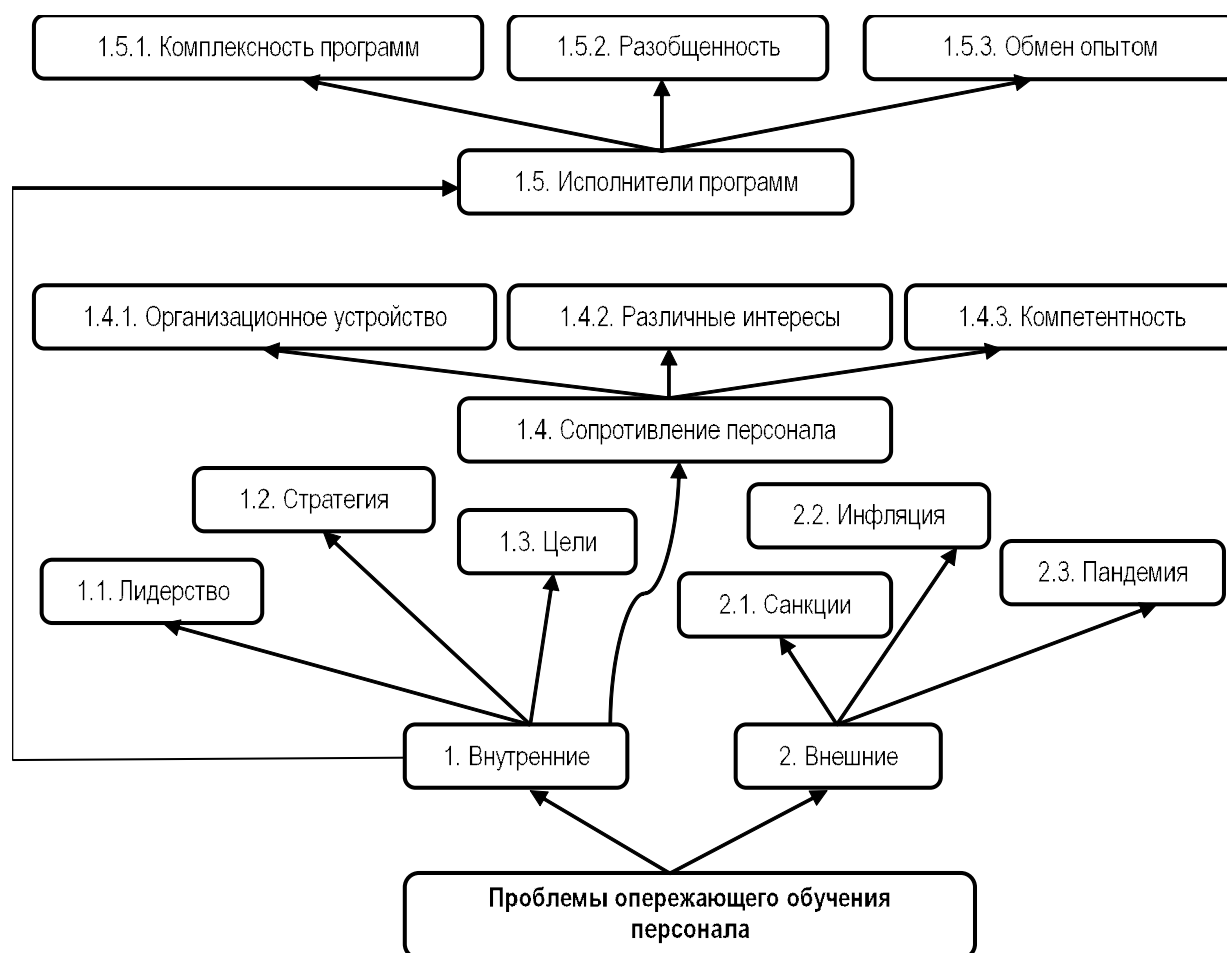 1.5.1. Комплексность программ
1.5.2. Разобщенность
1.5.3. Обмен опытом
1.5. Исполнители программ
1.4.1. Организационное устройство
1.4.2. Различные интересы
1.4.3. Компетентность
1.4. Сопротивление персонала
1.2. Стратегия
2.2. Инфляция
1.3. Цели
2.3. Пандемия
1.1. Лидерство
2.1. Санкции
1. Внутренние
2. Внешние
Проблемы опережающего обучения
персонала